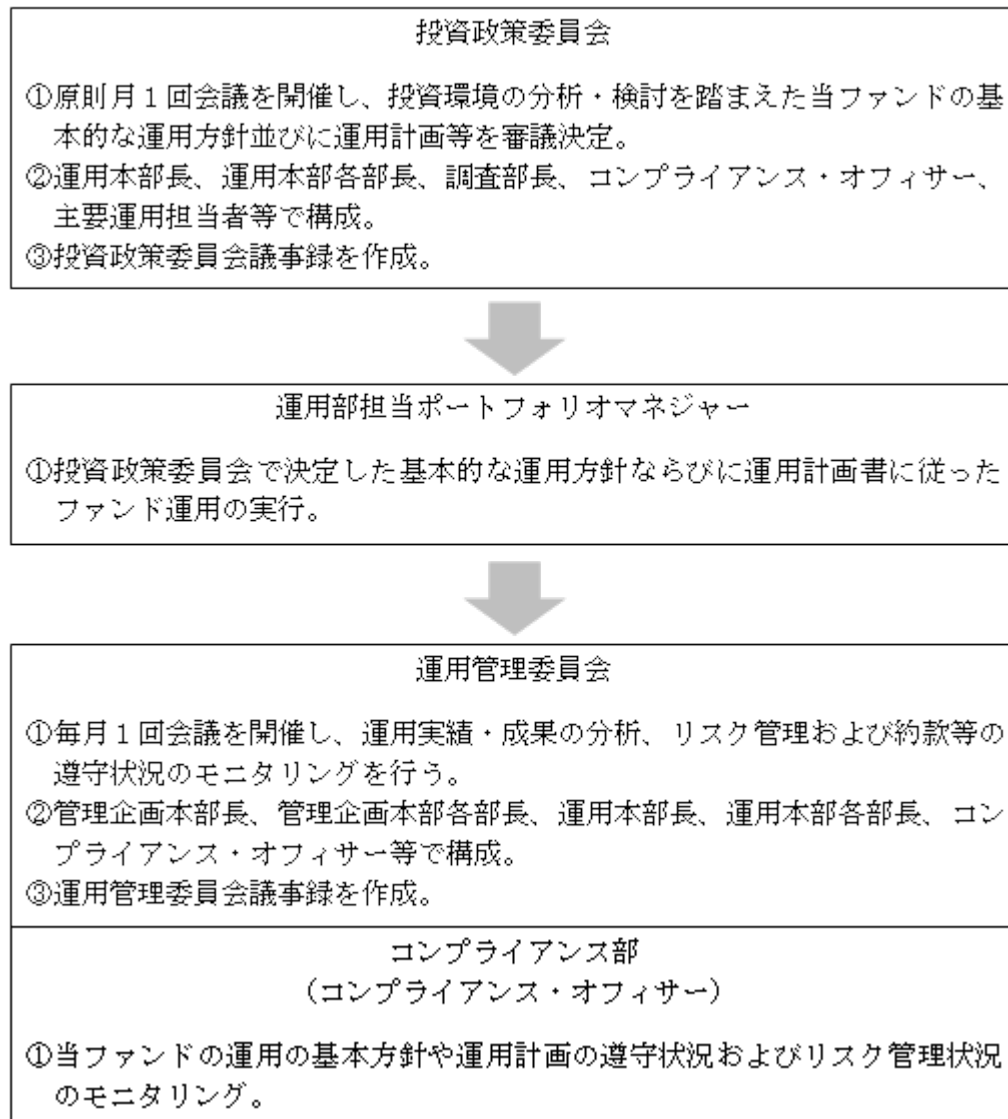 投資政策委員会
①原則月１回会議を開催し、投資環境の分析・検討を踏まえた当ファンドの基
本的な運用方針並びに運用計画等を審議決定。
②運用本部長、運用本部各部長、調査部長、コンプライアンス・オフィサー、
主要運用担当者等で構成。
③投資政策委員会議事録を作成。
運用部担当ポートフォリオマネジャー
①投資政策委員会で決定した基本的な運用方針ならびに運用計画書に従った
ファンド運用の実行。
運用管理委員会
①毎月１回会議を開催し、運用実績・成果の分析、リスク管理および約款等の
遵守状況のモニタリングを行う。
②管理企画本部長、管理企画本部各部長、運用本部長、運用本部各部長、コン
プライアンス・オフィサー等で構成。
③運用管理委員会議事録を作成。
コンプライアンス部
（コンプライアンス・オフィサー）
①当ファンドの運用の基本方針や運用計画の遵守状況およびリスク管理状況
のモニタリング。